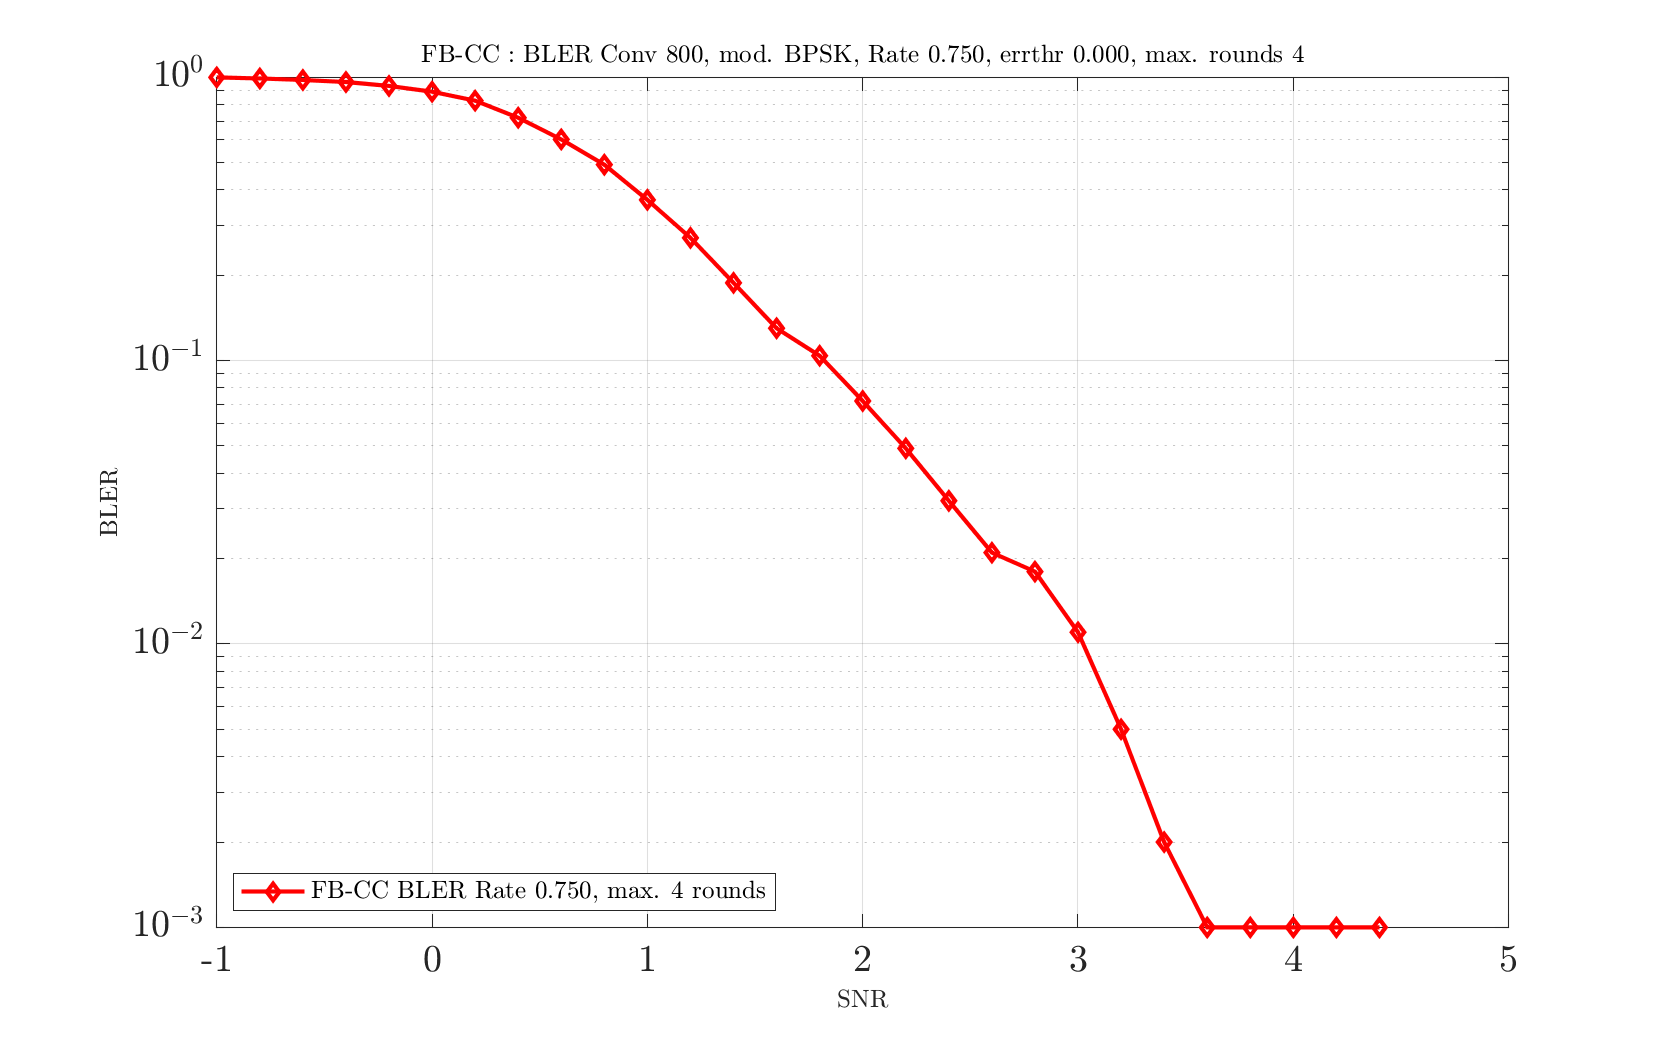 FB-CC : BLER Conv 800, mod. BPSK, Rate 0.750, errthr 0.000, max. rounds 4
10⁰
10⁻¹
10⁻²
10⁻³
BLER
FB-CC BLER Rate 0.750, max. 4 rounds
-1 0 1 2 3 4 5
SNR